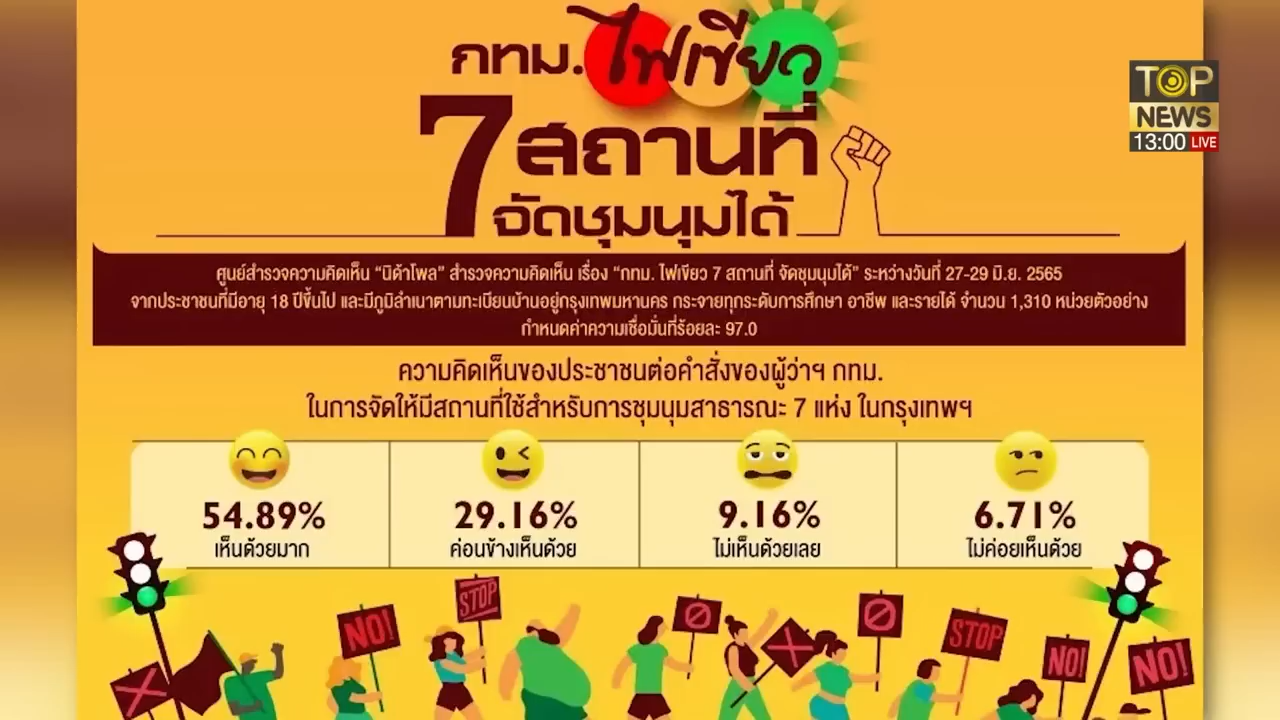 กทม. ไฟเขียว
7 สถานที่
จัดชุมนุมได้
TOP
NEWS
13:00 LIVE
ศูนย์สำรวจความคิดเห็น “นิด้าโพล” สำรวจความคิดเห็น เรื่อง “กทม. ไฟเขียว 7 สถานที่ จัดชุมนุมได้” ระหว่างวันที่ 27-29 มิ.ย. 2565
จากประชาชนที่มีอายุ 18 ปีขึ้นไป และมีภูมิลำเนาตามทะเบียนบ้านอยู่กรุงเทพมหานคร กระจายทุกระดับการศึกษา อาชีพ และรายได้ จำนวน 1,310 หน่วยตัวอย่าง
กำหนดค่าความเชื่อมั่นที่ร้อยละ 97.0
ความคิดเห็นของประชาชนต่อคำสั่งของผู้ว่าฯ กทม.
ในการจัดให้มีสถานที่ใช้สำหรับการชุมนุมสาธารณะ 7 แห่ง ในกรุงเทพฯ
54.89% 29.16% 9.16% 6.71%
เห็นด้วยมาก ค่อนข้างเห็นด้วย ไม่เห็นด้วยเลย ไม่ค่อยเห็นด้วย
NO! STOP STOP NO! NO!